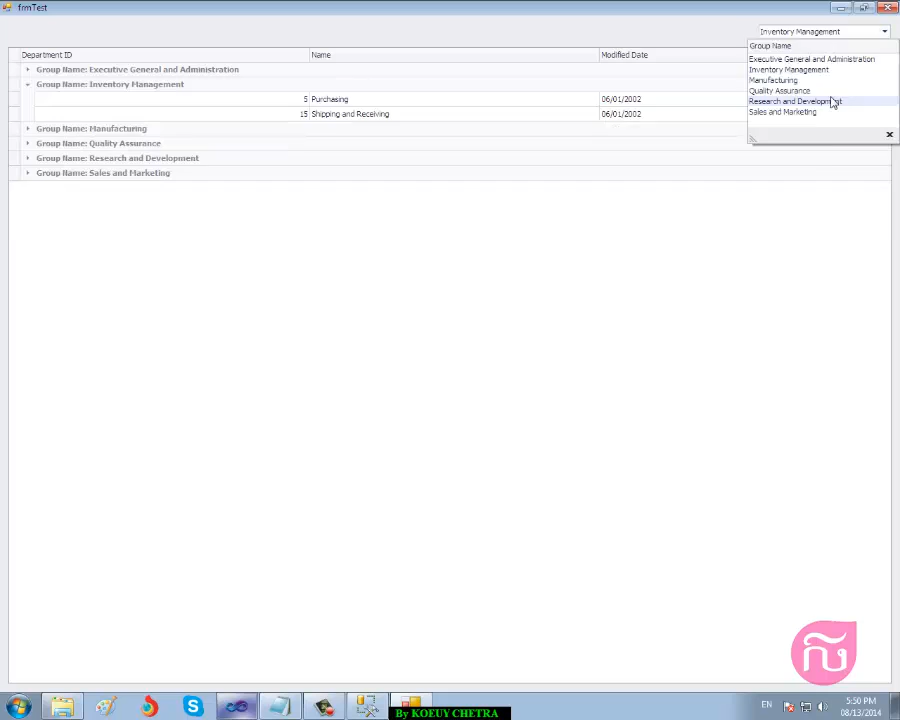 frmTest
Inventory Management
Department ID Name Modified Date
Group Name
Group Name: Executive General and Administration
Executive General and Administration
Group Name: Inventory Management
Inventory Management
Manufacturing
Quality Assurance
5 Purchasing 06/01/2002
Research and Development
15 Shipping and Receiving 06/01/2002
Sales and Marketing
Group Name: Manufacturing
Group Name: Quality Assurance
Group Name: Research and Development
Group Name: Sales and Marketing
EN
5:50 PM
08/13/2014
By KOEUY CHETRA